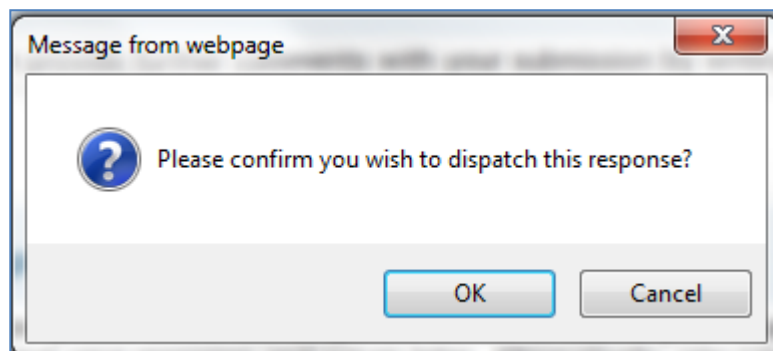 Message from webpage
Please confirm you wish to dispatch this response?
OK
Cancel